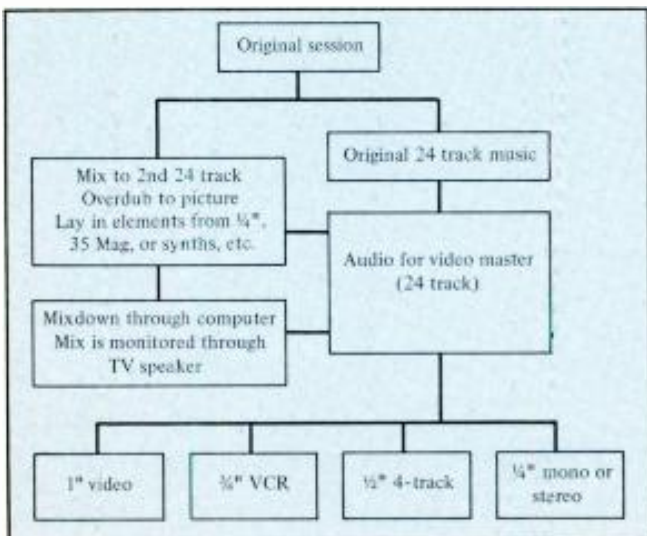 Original session
Original 24 track music
Mix to 2nd 24 track
Overdub to picture
Lay in elements from ¼",
35 Mag, or synths, etc.
Audio for video master
(24 track)
Mixdown through computer
Mix is monitored through
TV speaker
1" video
¾" VCR
½" 4-track
¼" mono or
stereo